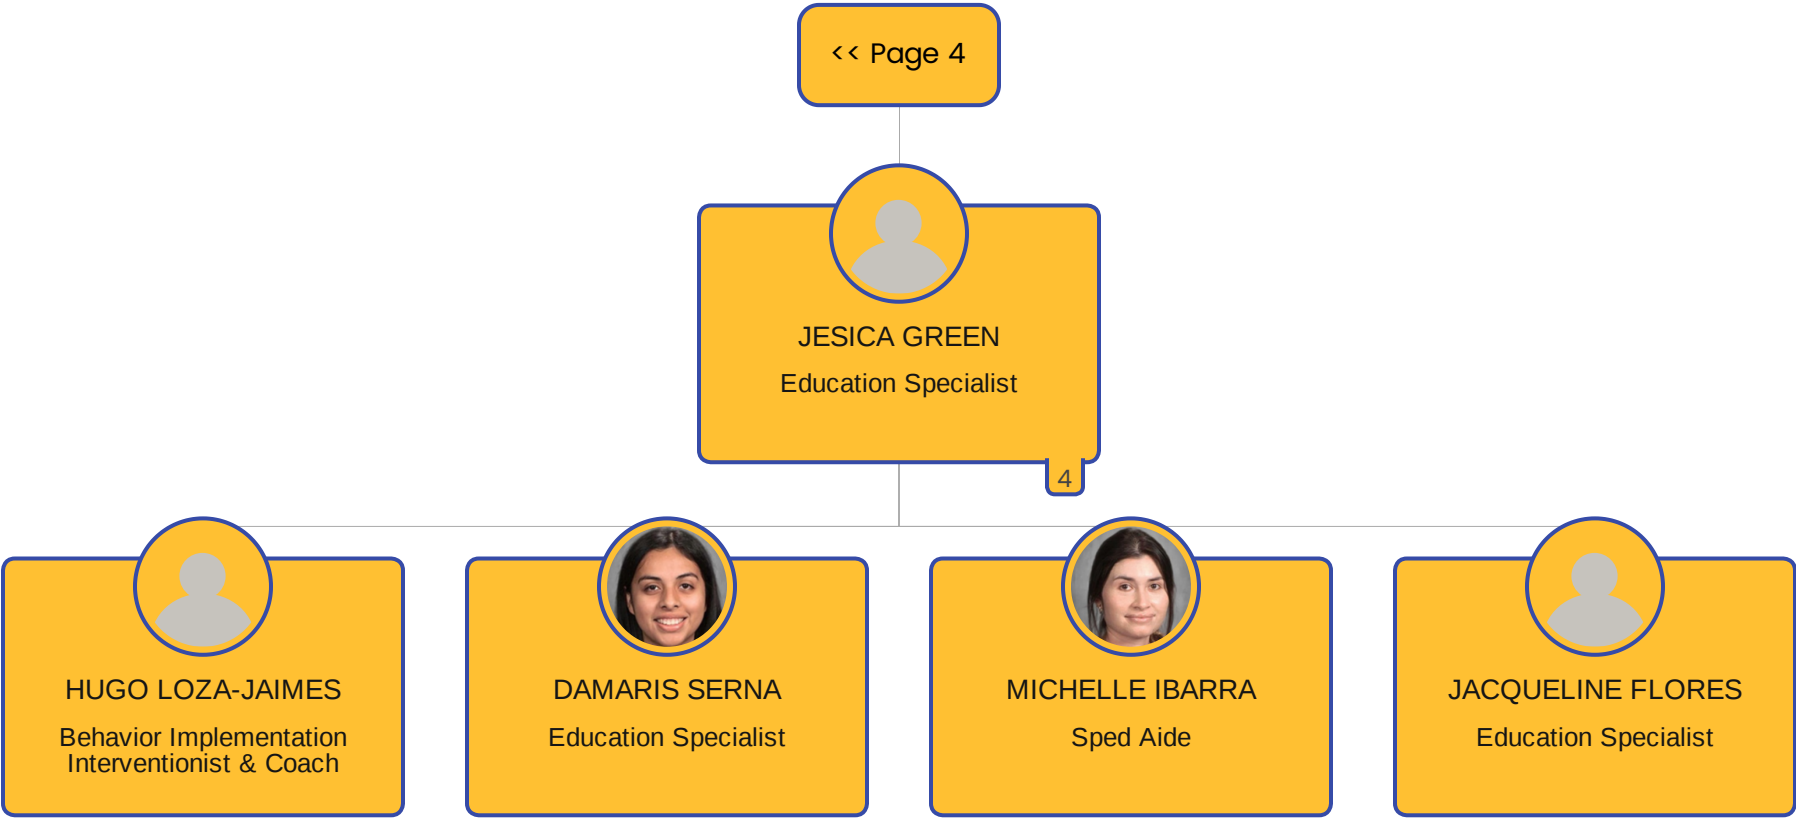 << Page 4
JESICA GREEN
Education Specialist
4
HUGO LOZA-JAIMES
Behavior Implementation
Interventionist & Coach
DAMARIS SERNA
Education Specialist
MICHELLE IBARRA
Sped Aide
JACQUELINE FLORES
Education Specialist